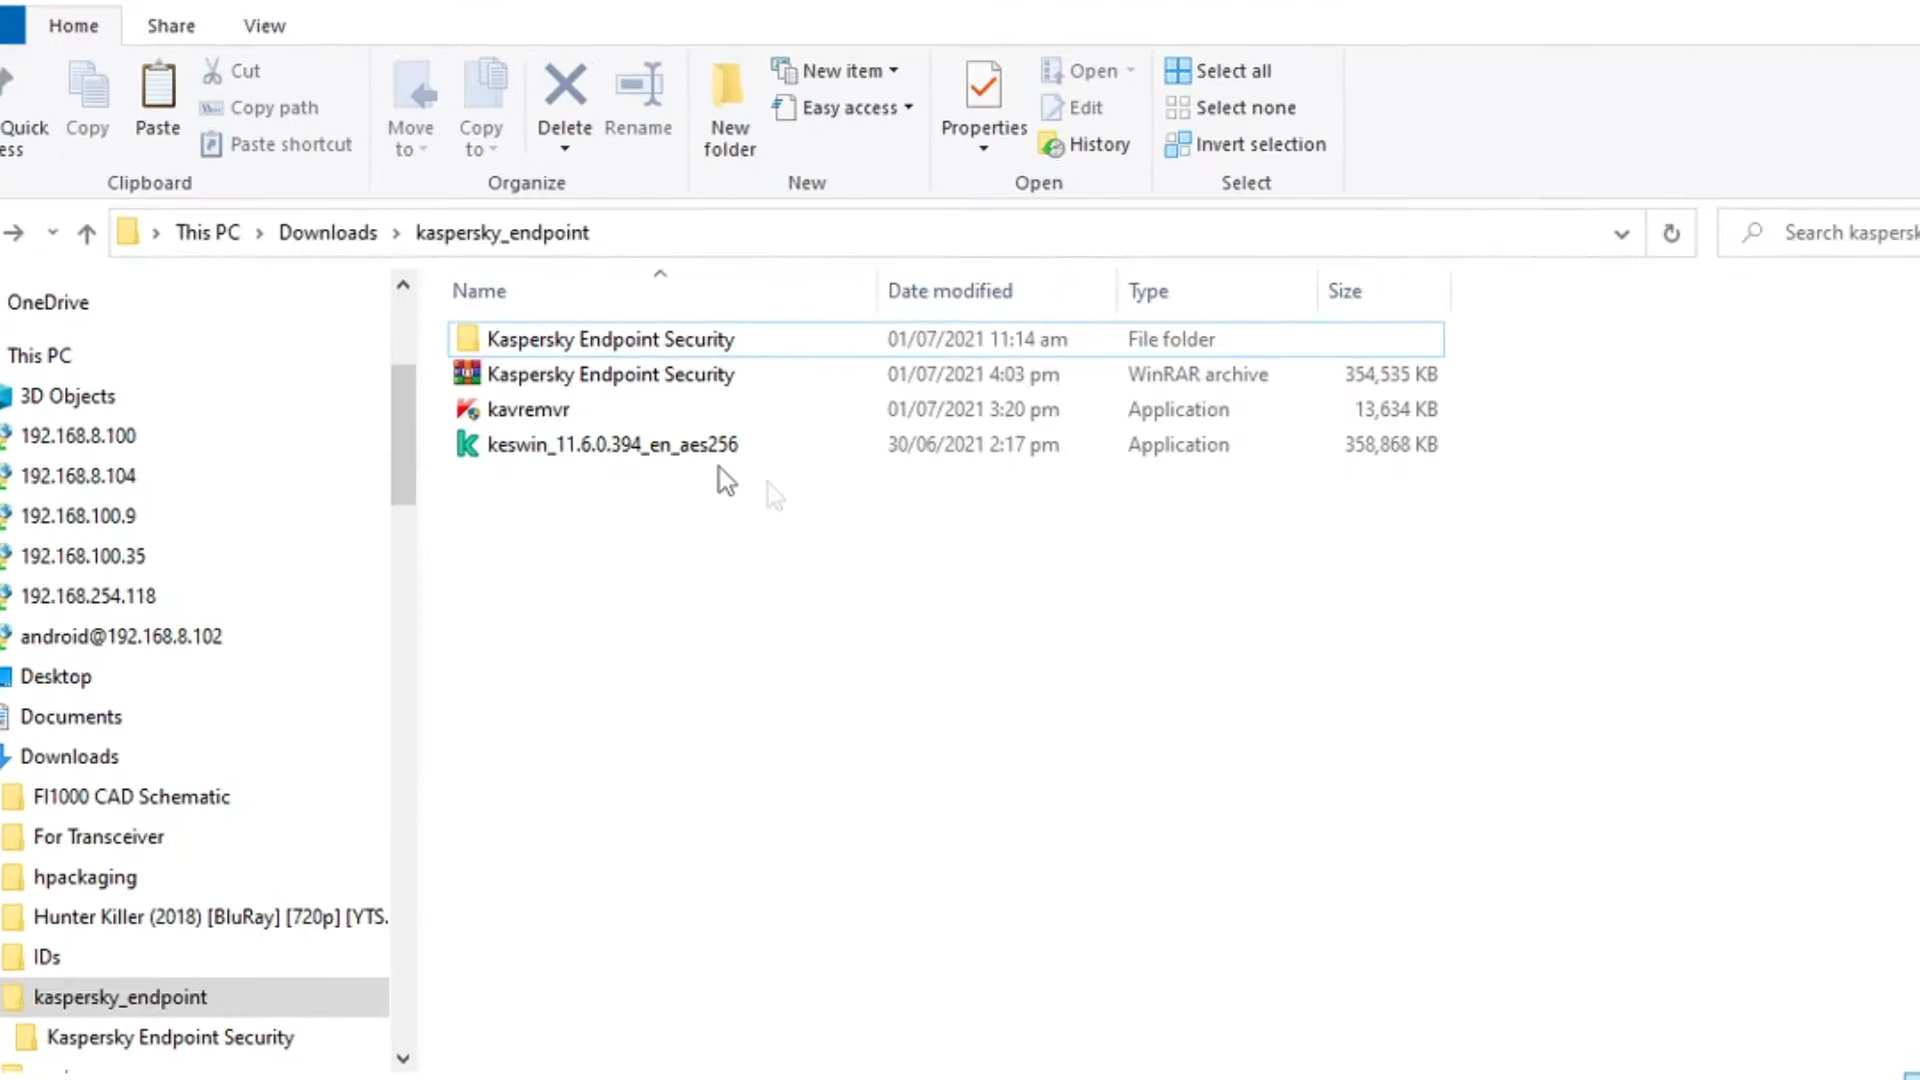 Home Share View
Quick
ess
Copy
Paste
Cut
Copy path
Paste shortcut
Clipboard
Move
to
Copy
to
Delete
Rename
Organize
New
folder
New item
Easy access
New
Properties
Open
Edit
History
Open
Select all
Select none
Invert selection
Select
This PC > Downloads > kaspersky_endpoint
Search kaspersk
OneDrive
This PC
3D Objects
192.168.8.100
192.168.8.104
192.168.100.9
192.168.100.35
192.168.254.118
android@192.168.8.102
Desktop
Documents
Downloads
FI1000 CAD Schematic
For Transceiver
hpackaging
Hunter Killer (2018) [BluRay] [720p] [YTS.
IDs
kaspersky_endpoint
Kaspersky Endpoint Security
Name Date modified Type Size
Kaspersky Endpoint Security 01/07/2021 11:14 am File folder
Kaspersky Endpoint Security 01/07/2021 4:03 pm WinRAR archive 354,535 KB
kavremvr 01/07/2021 3:20 pm Application 13,634 KB
keswin_11.6.0.394_en_aes256 30/06/2021 2:17 pm Application 358,868 KB